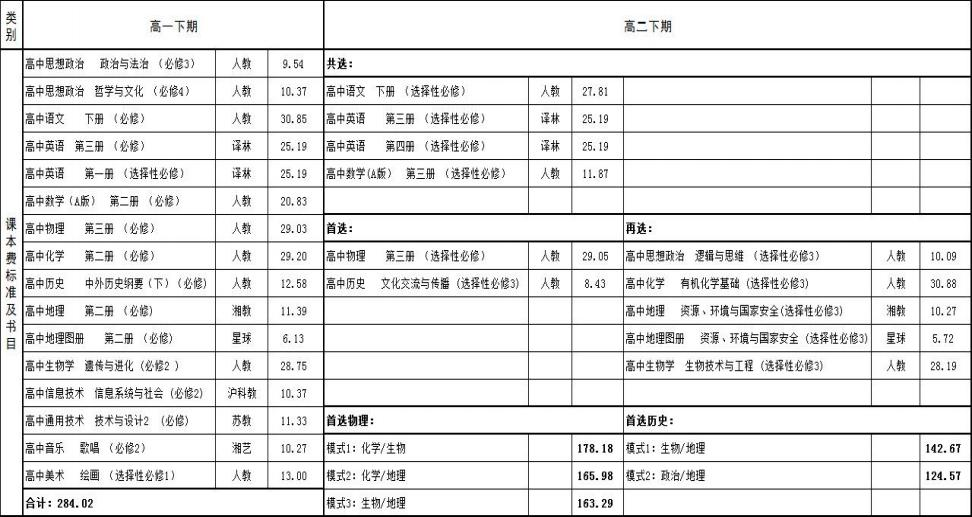 类别 高一下期 高二下期
课本费标准及书目
高中思想政治 政治与法治 （必修3） 人教 9.54 共选：
高中思想政治 哲学与文化 （必修4） 人教 10.37 高中语文 下册 （选择性必修） 人教 27.81
高中语文 下册 （必修） 人教 30.85 高中英语 第三册 （选择性必修） 译林 25.19
高中英语 第三册 （必修） 译林 25.19 高中英语 第四册 （选择性必修） 译林 25.19
高中英语 第一册 （选择性必修） 译林 25.19 高中数学(A版) 第三册 （选择性必修） 人教 11.87
高中数学（A版） 第二册 （必修） 人教 20.83
高中物理 第三册 （必修） 人教 29.03 首选： 再选：
高中化学 第二册 （必修） 人教 29.20 高中物理 第三册 （选择性必修） 人教 29.05 高中思想政治 逻辑与思维 （选择性必修3） 人教 10.09
高中历史 中外历史纲要（下）（必修） 人教 12.58 高中历史 文化交流与传播（选择性必修3） 人教 8.43 高中化学 有机化学基础（选择性必修3） 人教 30.88
高中地理 第二册 （必修） 湘教 11.39 高中地理 资源、环境与国家安全(选择性必修3) 湘教 10.27
高中地理图册 第二册 （必修） 星球 6.13 高中地理图册 资源、环境与国家安全（选择性必修3) 星球 5.72
高中生物学 遗传与进化（必修2 ） 人教 28.75 高中生物学 生物技术与工程 （选择性必修3） 人教 28.19
高中信息技术 信息系统与社会（必修2） 沪科教 10.37
高中通用技术 技术与设计2 （必修） 苏教 11.33 首选物理： 首选历史：
高中音乐 歌唱 （必修2） 湘艺 10.27 模式1：化学/生物 178.18 模式1：生物/地理 142.67
高中美术 绘画 （选择性必修1） 人教 13.00 模式2：化学/地理 165.98 模式2：政治/地理 124.57
合计：284.02 模式3：生物/地理 163.29